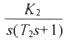 K₂
s(T₂s+1)